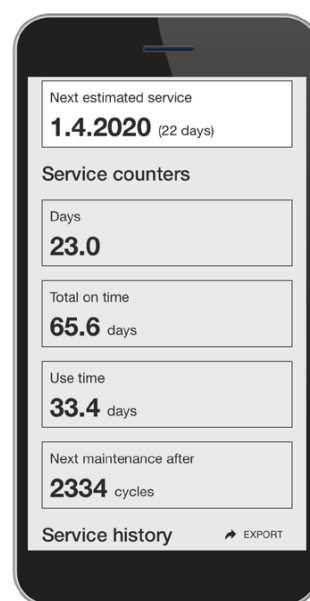 Next estimated service
1.4.2020 (22 days)
Service counters
Days
23.0
Total on time
65.6 days
Use time
33.4 days
Next maintenance after
2334 cycles
Service history EXPORT